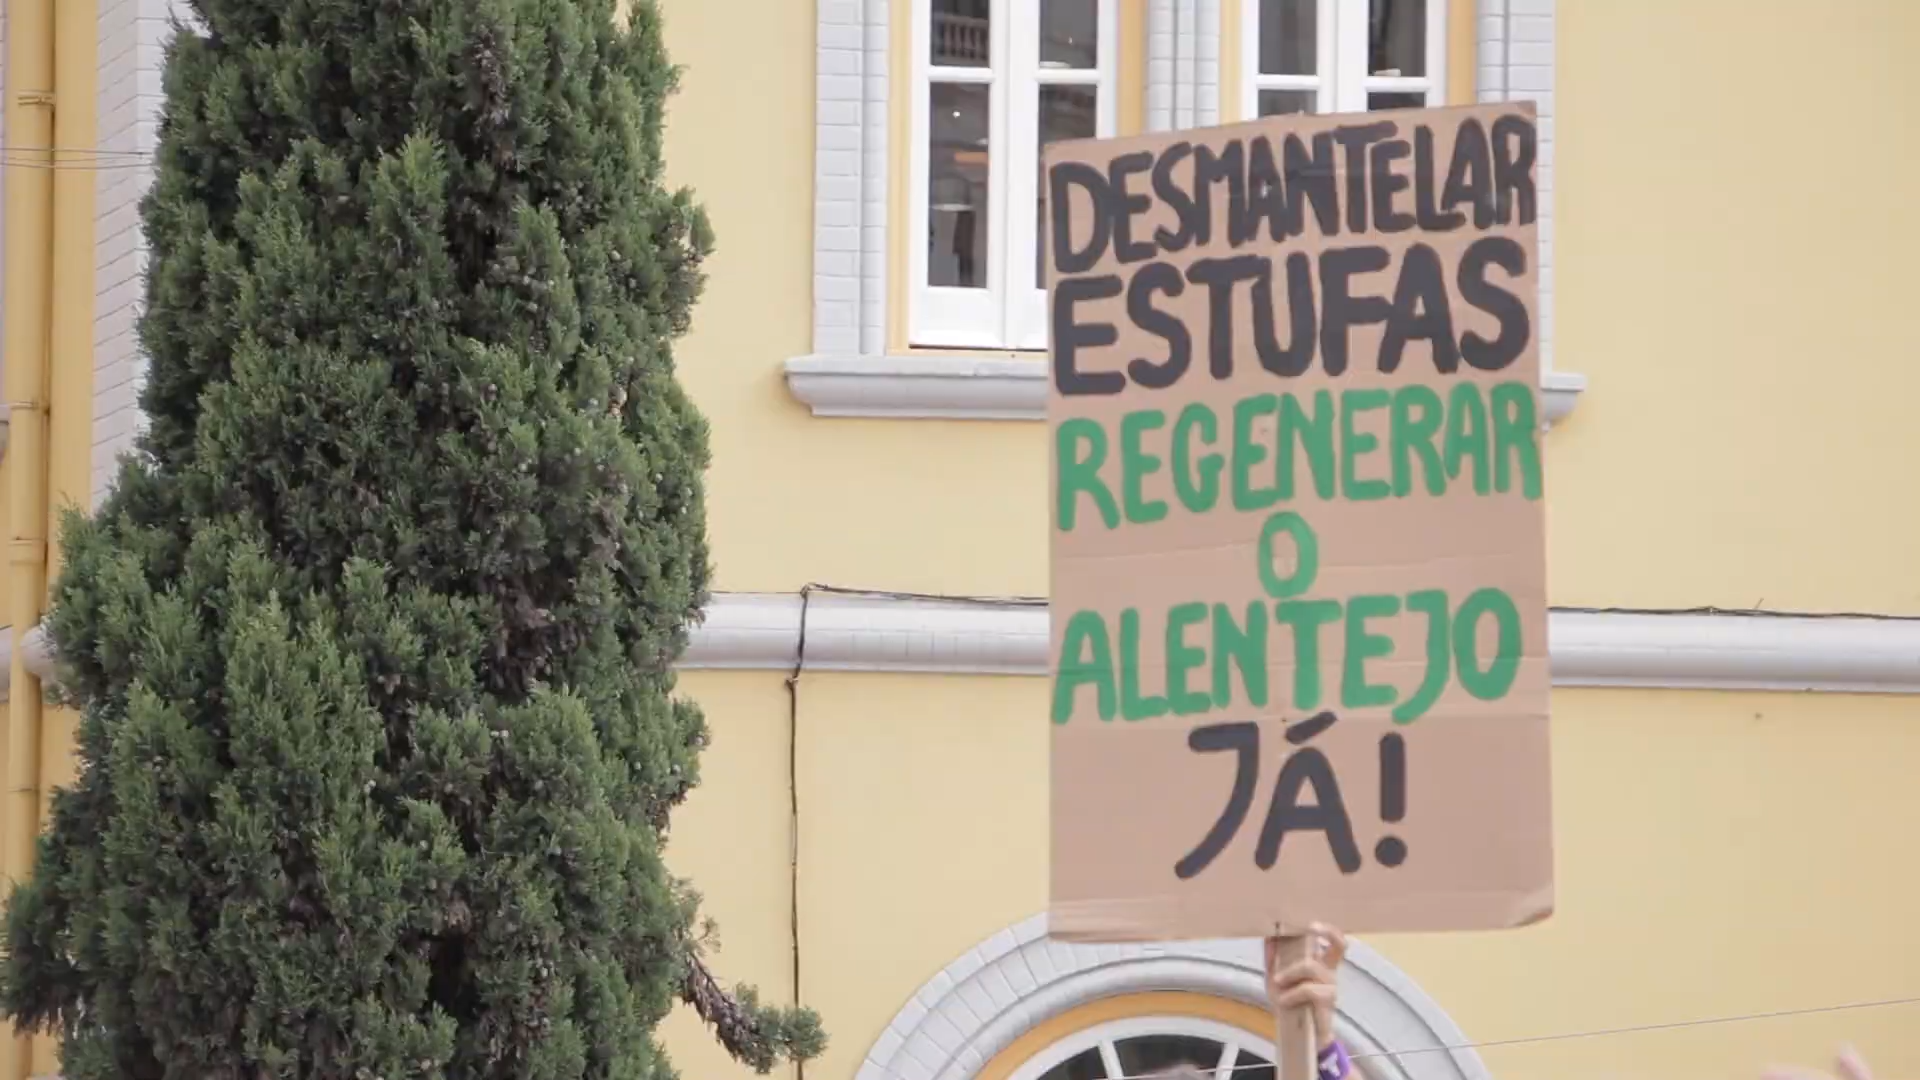 DESMANTELAR
ESTUFAS
REGENERAR
O
ALENTEJO
JÁ!